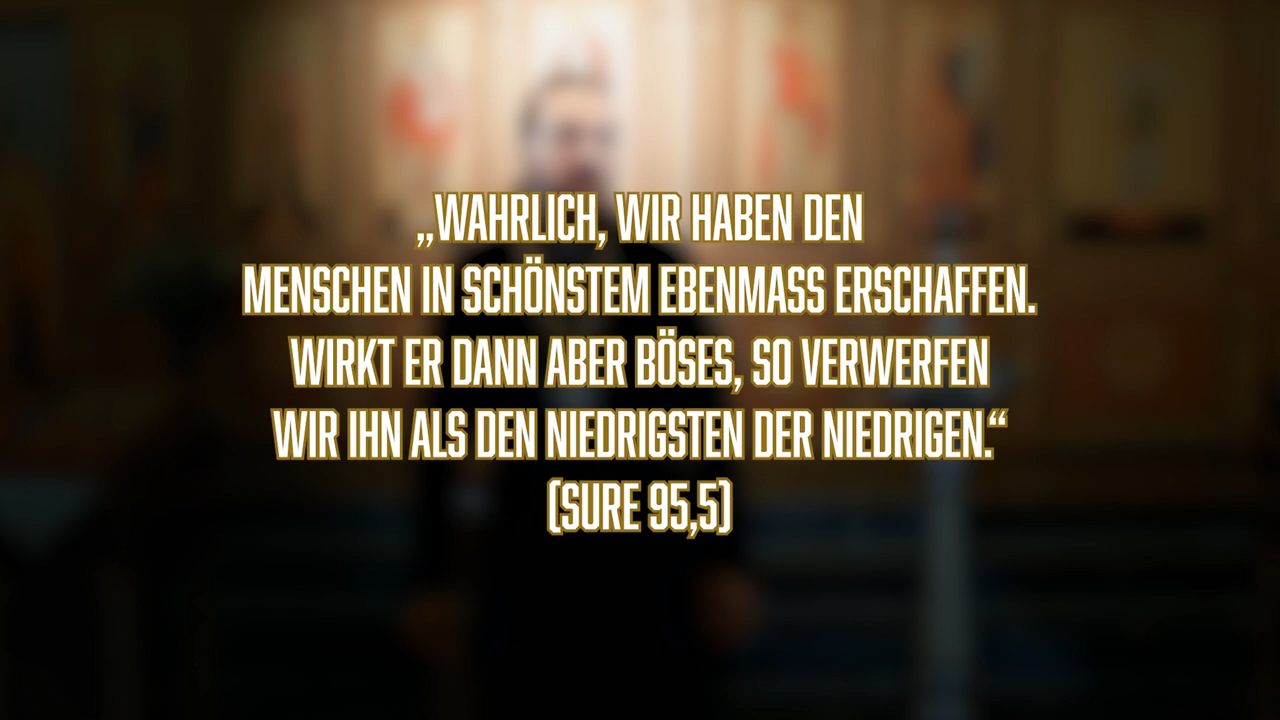 „WAHRLICH, WIR HABEN DEN
MENSCHEN IN SCHÖNSTEM EBENMASS ERSCHAFFEN.
WIRKT ER DANN ABER BÖSES, SO VERWERFEN
WIR IHN ALS DEN NIEDRIGSTEN DER NIEDRIGEN.“
(SURE 95,5)